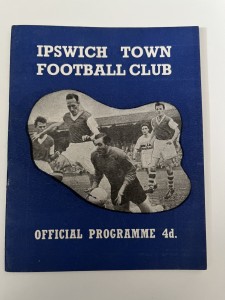 IPSWICH TOWN
FOOTBALL CLUB
OFFICIAL PROGRAMME 4d.